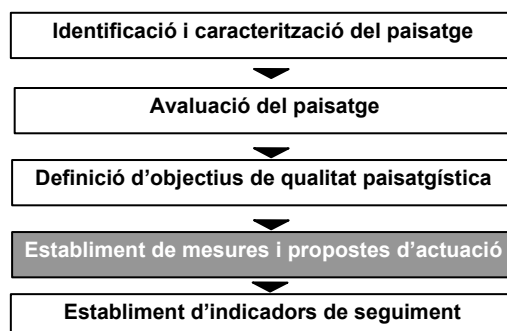 Identificació i caracterització del paisatge
Avaluació del paisatge
Definició d'objectius de qualitat paisatgística
Establiment de mesures i propostes d'actuació
Establiment d'indicadors de seguiment